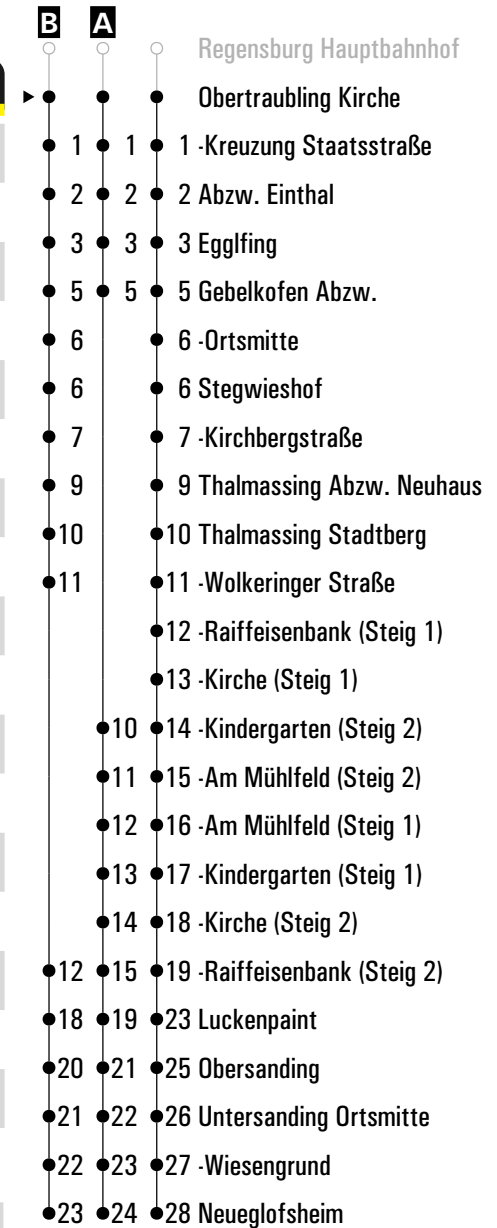 B A
Regensburg Hauptbahnhof
Obertraubling Kirche
1 1 1 -Kreuzung Staatsstraße
2 2 2 Abzw. Einthal
3 3 3 Egglfing
5 5 5 Gebelkofen Abzw.
6 6 -Ortsmitte
6 6 Stegwieshof
7 7 -Kirchbergstraße
9 9 Thalmassing Abzw. Neuhaus
10 10 Thalmassing Stadtberg
11 11 -Wolkeringer Straße
12 -Raiffeisenbank (Steig 1)
13 -Kirche (Steig 1)
10 14 -Kindergarten (Steig 2)
11 15 -Am Mühlfeld (Steig 2)
12 16 -Am Mühlfeld (Steig 1)
13 17 -Kindergarten (Steig 1)
14 18 -Kirche (Steig 2)
12 15 19 -Raiffeisenbank (Steig 2)
18 19 23 Luckenpaint
20 21 25 Obersanding
21 22 26 Untersanding Ortsmitte
22 23 27 -Wiesengrund
23 24 28 Neueglofsheim